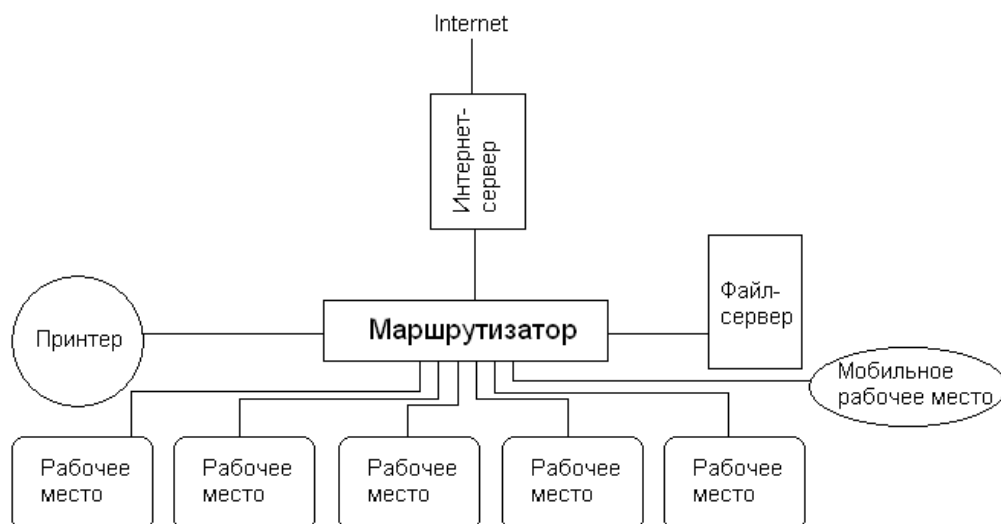 Internet
Интернет-
сервер
Файл-
сервер
Принтер
Маршрутизатор
Мобильное
рабочее место
Рабочее
место
Рабочее
место
Рабочее
место
Рабочее
место
Рабочее
место